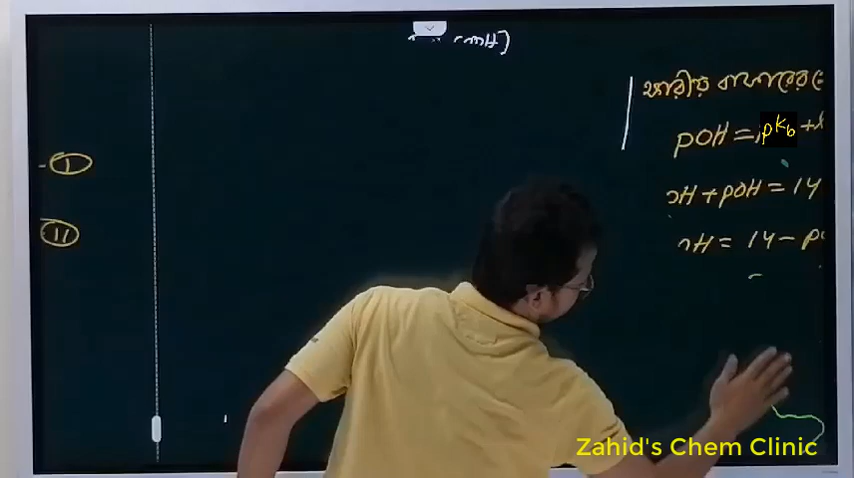 I
II
ক্ষারীয় বাফারের
pOH = pKb +
pH + pOH = 14
pH = 14 - p
Zahid's Chem Clinic